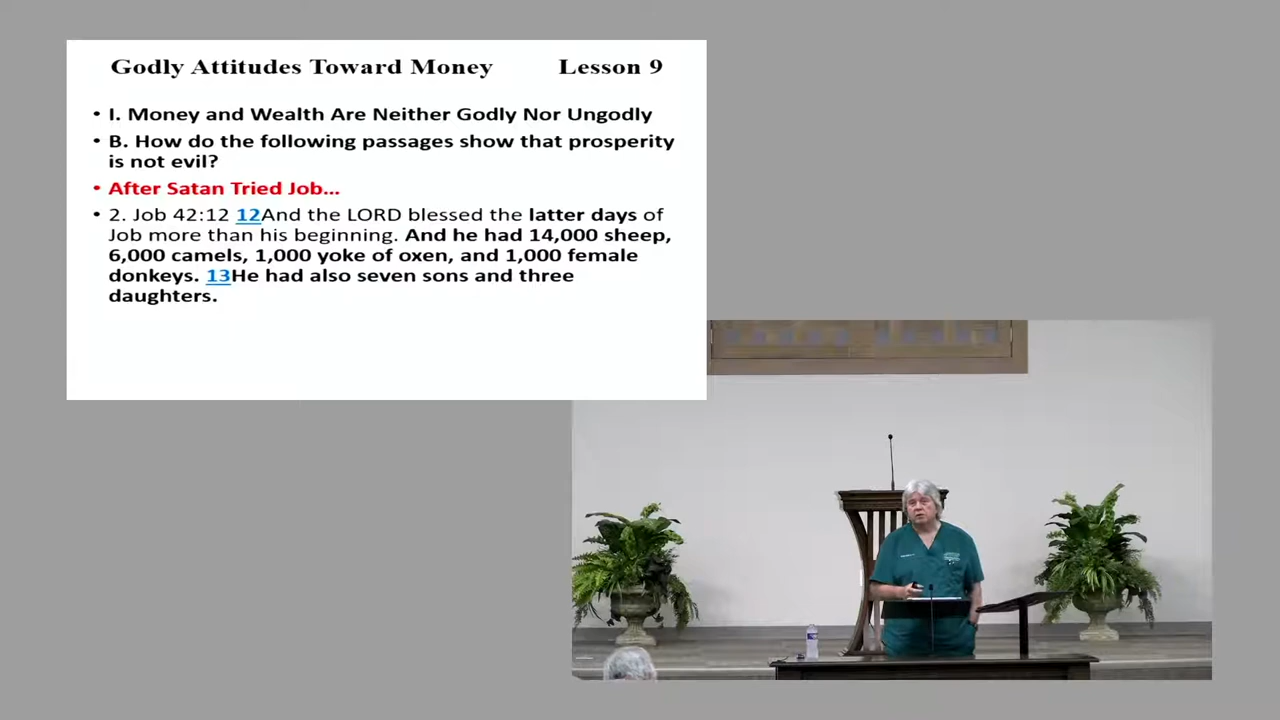 Godly Attitudes Toward Money Lesson 9
• I. Money and Wealth Are Neither Godly Nor Ungodly
• B. How do the following passages show that prosperity
is not evil?
• After Satan Tried Job...
• 2. Job 42:12 12And the LORD blessed the latter days of
Job more than his beginning. And he had 14,000 sheep,
6,000 camels, 1,000 yoke of oxen, and 1,000 female
donkeys. 13He had also seven sons and three
daughters.